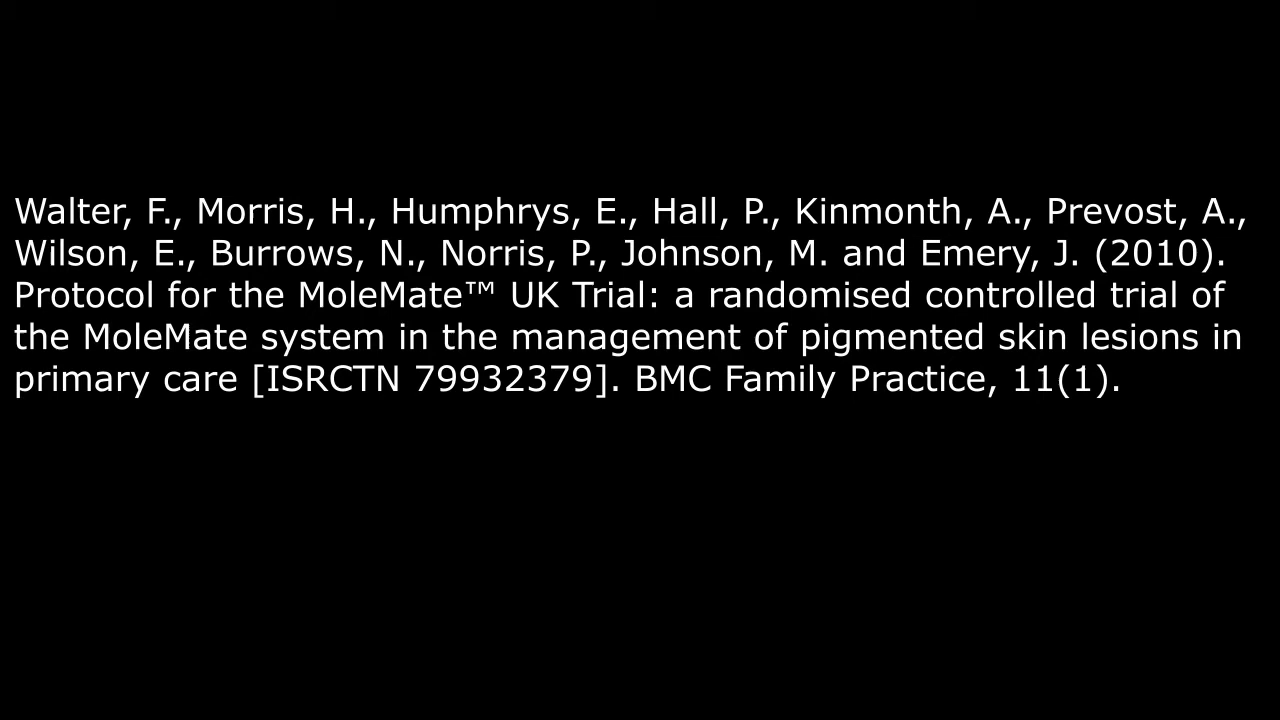 Walter, F., Morris, H., Humphrys, E., Hall, P., Kinmonth, A., Prevost, A.,
Wilson, E., Burrows, N., Norris, P., Johnson, M. and Emery, J. (2010).
Protocol for the MoleMate™ UK Trial: a randomised controlled trial of
the MoleMate system in the management of pigmented skin lesions in
primary care [ISRCTN 79932379]. BMC Family Practice, 11(1).